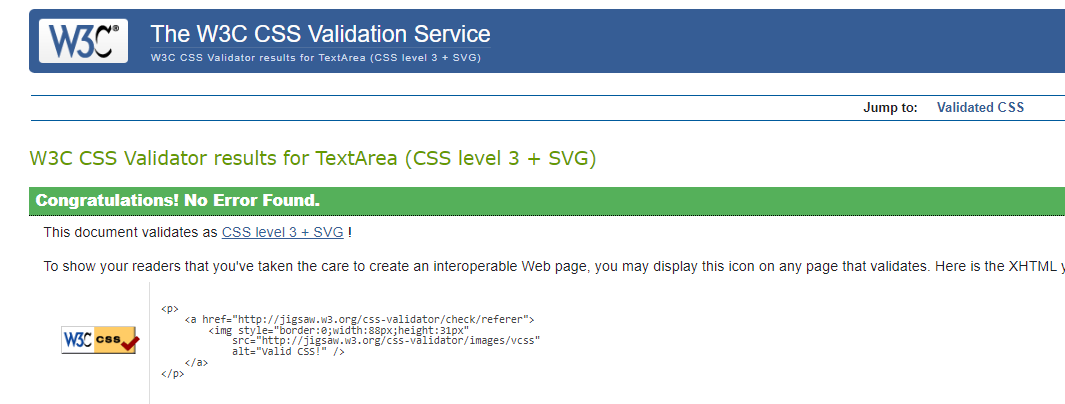 W3C®
The W3C CSS Validation Service
W3C CSS Validator results for TextArea (CSS level 3 + SVG)
Jump to: Validated CSS
W3C CSS Validator results for TextArea (CSS level 3 + SVG)
Congratulations! No Error Found.
This document validates as CSS level 3 + SVG !
To show your readers that you've taken the care to create an interoperable Web page, you may display this icon on any page that validates. Here is the XHTML y
W3C css
<p>
    <a href="http://jigsaw.w3.org/css-validator/check/referer">
        <img style="border:0;width:88px;height:31px"
            src="http://jigsaw.w3.org/css-validator/images/vcss"
            alt="Valid CSS!" />
    </a>
</p>